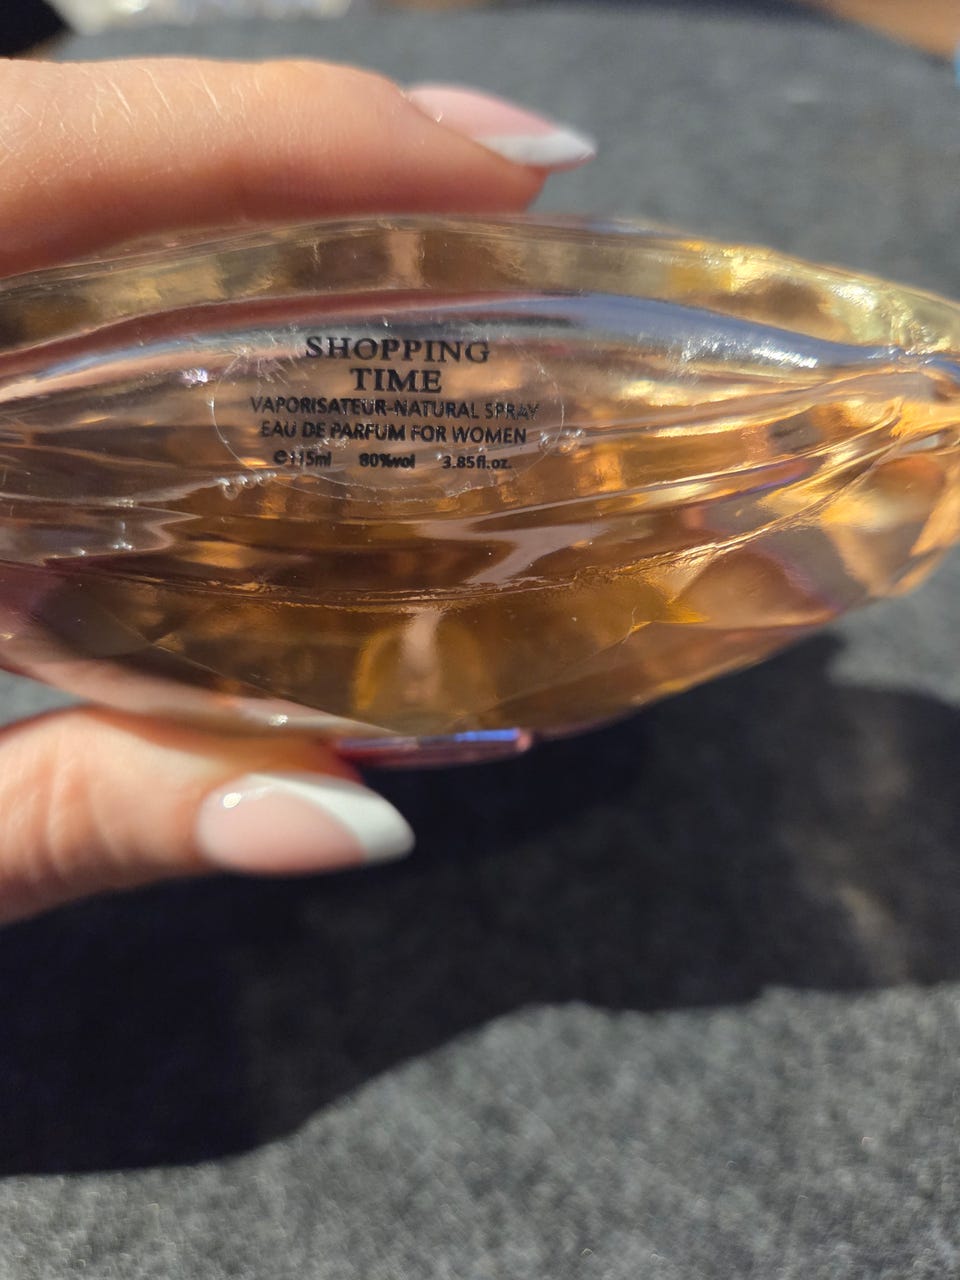 SHOPPING
TIME
VAPORISATEUR-NATURAL SPRAY
EAU DE PARFUM FOR WOMEN
℮115ml 80%vol 3.85fl.oz.